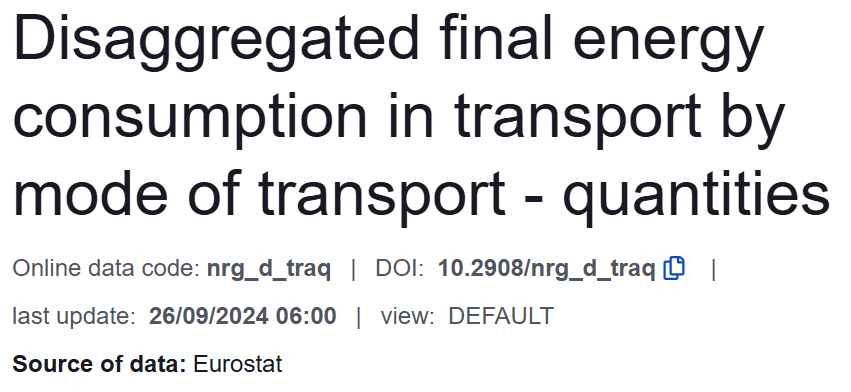 Disaggregated final energy
consumption in transport by
mode of transport - quantities
Online data code: nrg_d_traq | DOI: 10.2908/nrg_d_traq |
last update: 26/09/2024 06:00 | view: DEFAULT
Source of data: Eurostat